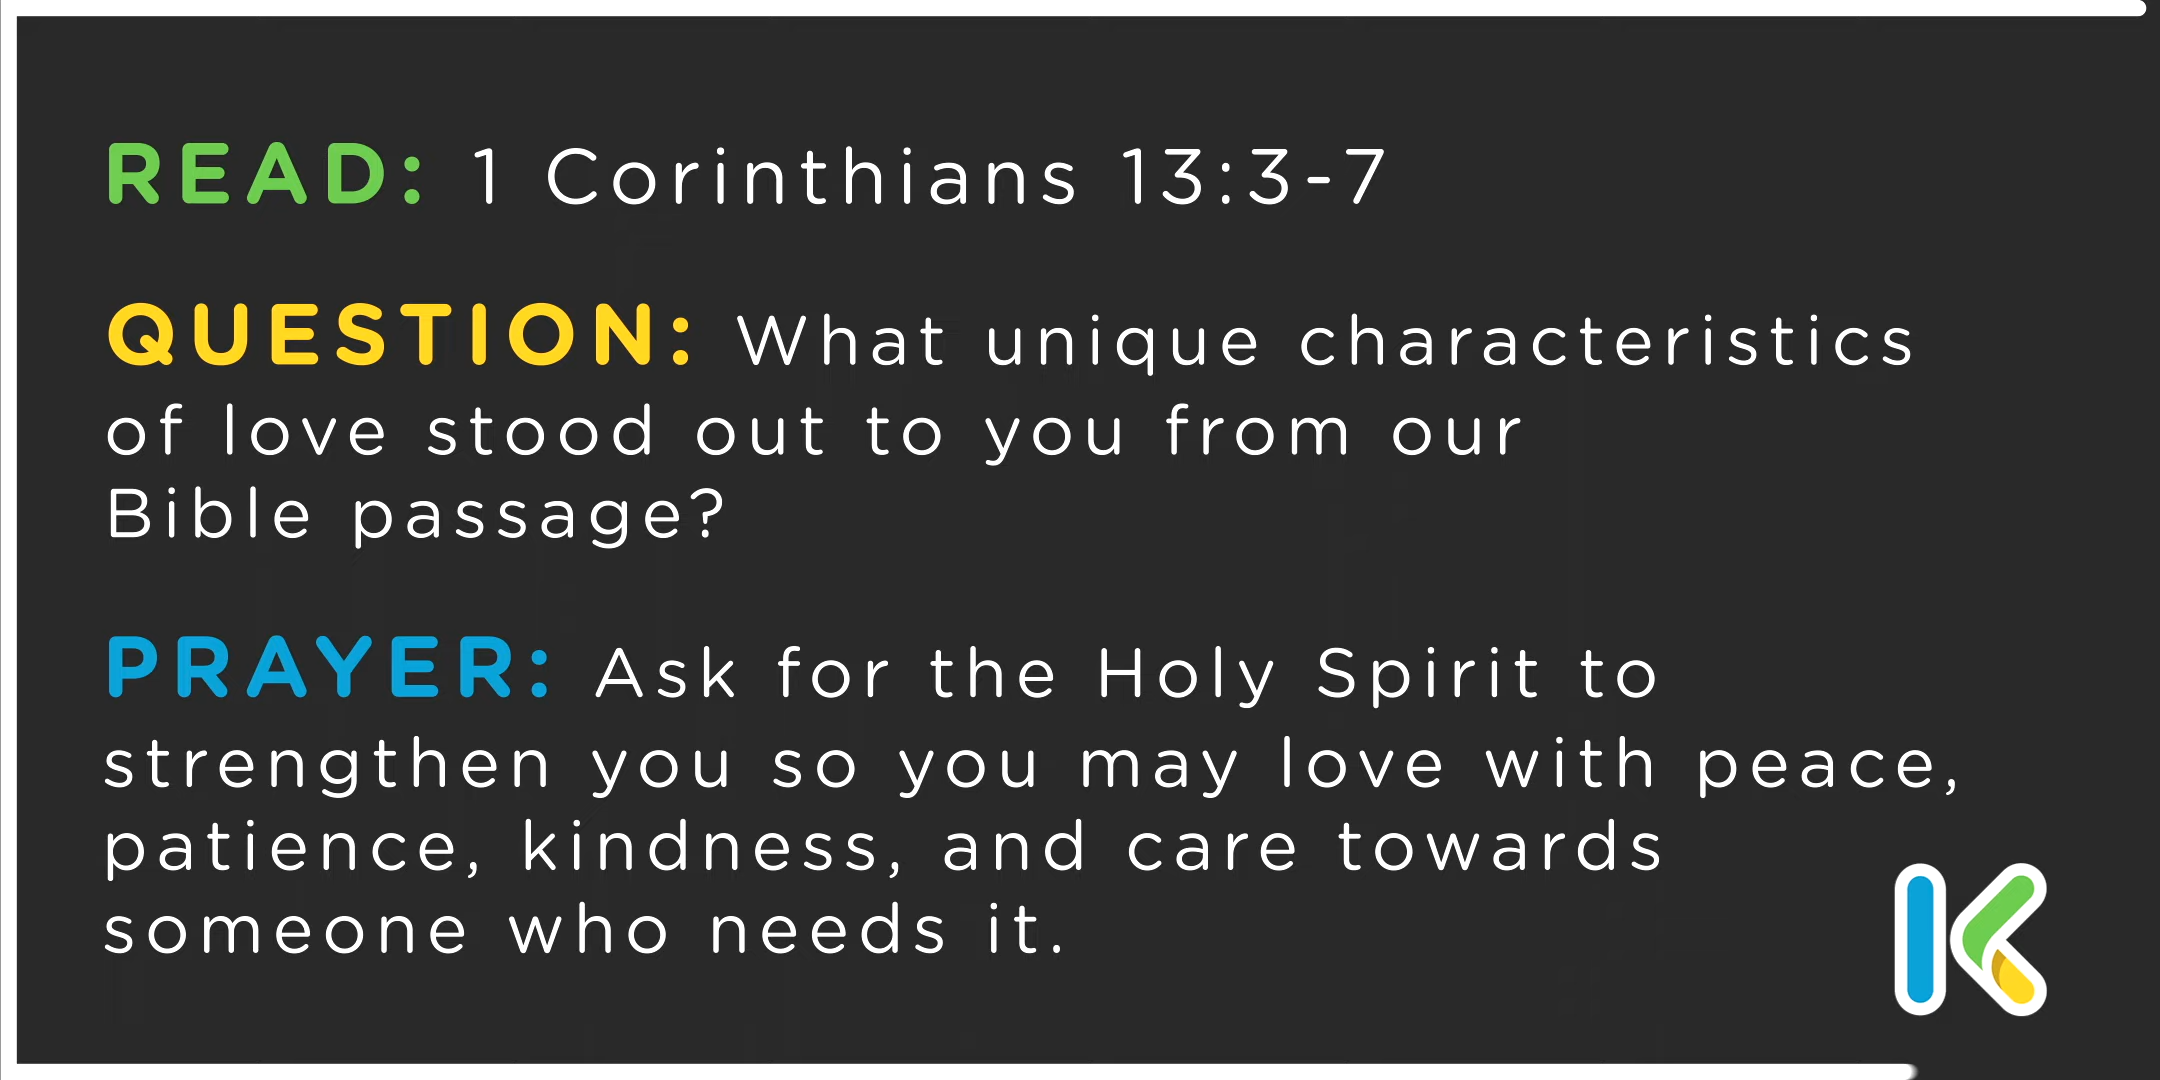 READ: 1 Corinthians 13:3-7
QUESTION: What unique characteristics
of love stood out to you from our
Bible passage?
PRAYER: Ask for the Holy Spirit to
strengthen you so you may love with peace,
patience, kindness, and care towards
someone who needs it.
K